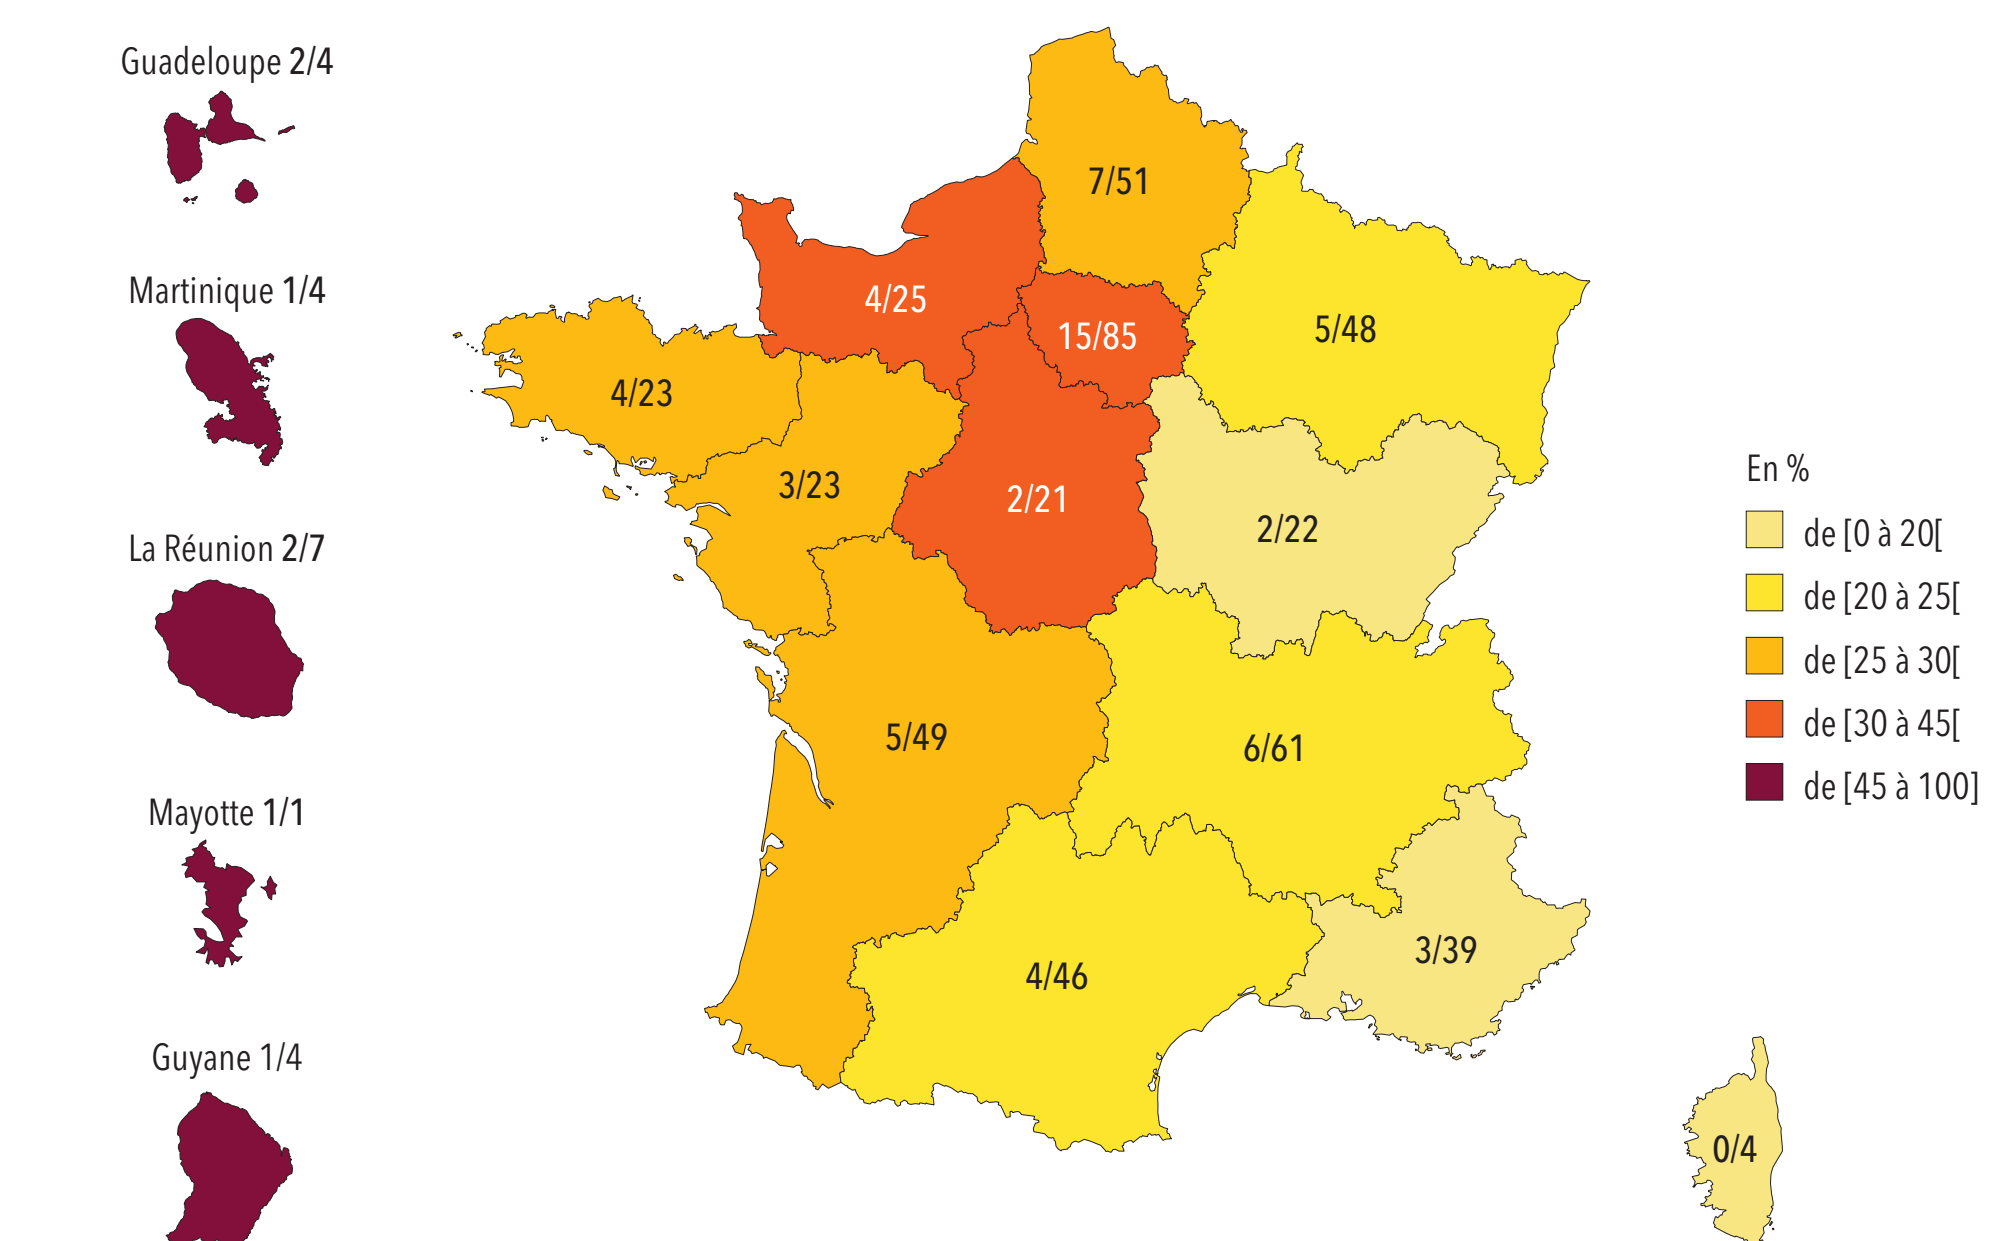 Guadeloupe 2/4
Martinique 1/4
La Réunion 2/7
Mayotte 1/1
Guyane 1/4
7/51
4/25
15/85
5/48
4/23
3/23
2/21
2/22
5/49
6/61
4/46
3/39
0/4
En %
de [0 à 20[
de [20 à 25[
de [25 à 30[
de [30 à 45[
de [45 à 100]